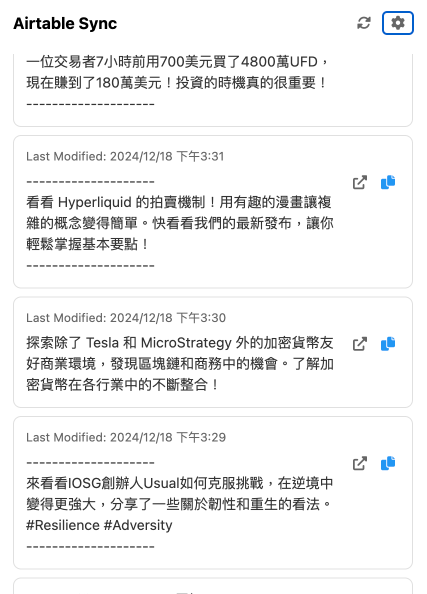 Airtable Sync
一位交易者7小時前用700美元買了4800萬UFD，
現在賺到了180萬美元！投資的時機真的很重要！
--------------------
Last Modified: 2024/12/18 下午3:31
--------------------
看看 Hyperliquid 的拍賣機制！用有趣的漫畫讓複
雜的概念變得簡單。快看看我們的最新發布，讓你
輕鬆掌握基本要點！
--------------------
Last Modified: 2024/12/18 下午3:30
探索除了 Tesla 和 MicroStrategy 外的加密貨幣友
好商業環境，發現區塊鏈和商務中的機會。了解加
密貨幣在各行業中的不斷整合！
Last Modified: 2024/12/18 下午3:29
--------------------
來看看IOSG創辦人Usual如何克服挑戰，在逆境中
變得更強大，分享了一些關於韌性和重生的看法。
#Resilience #Adversity
--------------------